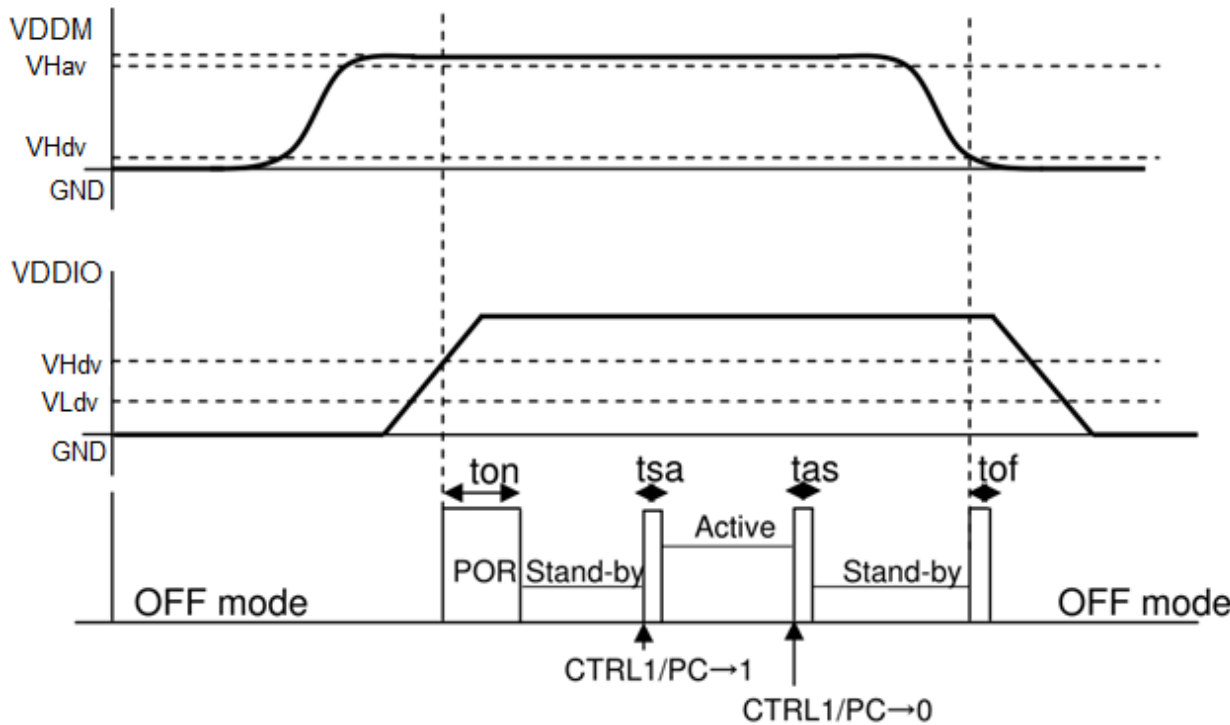 VDDM
VHav
VHdv
GND
VDDIO
VHdv
VLdv
GND
ton tsa tas tof
Active
POR Stand-by Stand-by
OFF mode OFF mode
CTRL1/PC→1
CTRL1/PC→0